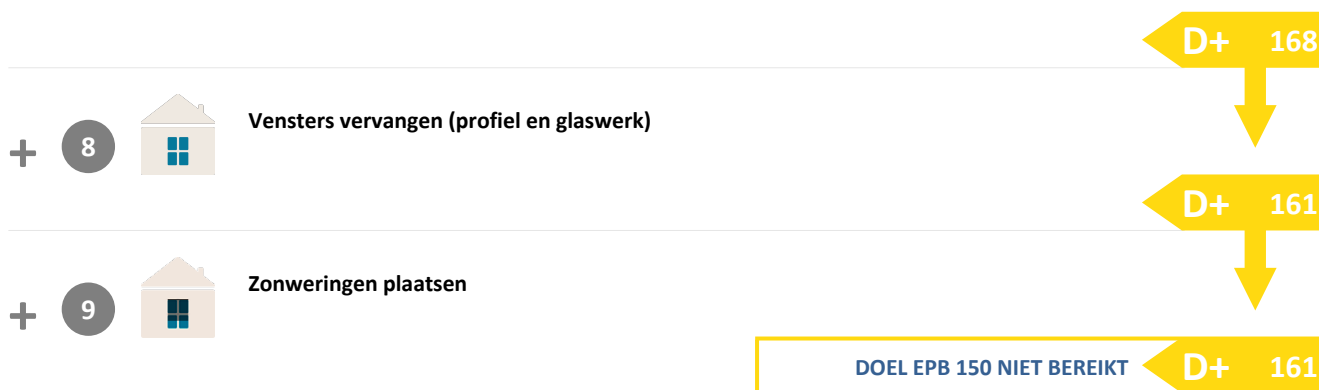 D+ 168
+ 8 Vensters vervangen (profiel en glaswerk)
D+ 161
+ 9 Zonweringen plaatsen
DOEL EPB 150 NIET BEREIKT D+ 161